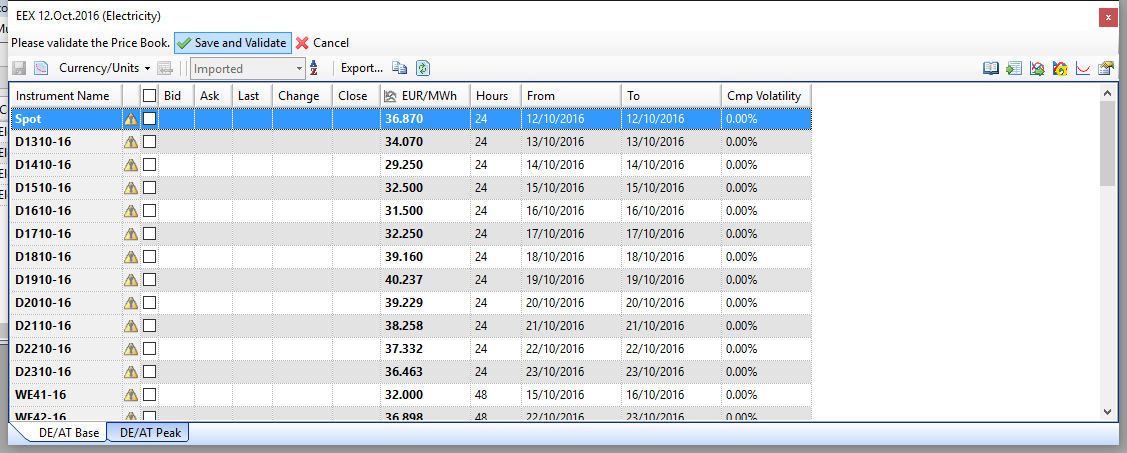 EEX 12.Oct.2016 (Electricity)
Please validate the Price Book. Save and Validate Cancel
Currency/Units Imported Export...
Instrument Name Bid Ask Last Change Close EUR/MWh Hours From To Cmp Volatility
Spot 36.870 24 12/10/2016 12/10/2016 0.00%
D1310-16 34.070 24 13/10/2016 13/10/2016 0.00%
D1410-16 29.250 24 14/10/2016 14/10/2016 0.00%
D1510-16 32.500 24 15/10/2016 15/10/2016 0.00%
D1610-16 31.500 24 16/10/2016 16/10/2016 0.00%
D1710-16 32.250 24 17/10/2016 17/10/2016 0.00%
D1810-16 39.160 24 18/10/2016 18/10/2016 0.00%
D1910-16 40.237 24 19/10/2016 19/10/2016 0.00%
D2010-16 39.229 24 20/10/2016 20/10/2016 0.00%
D2110-16 38.258 24 21/10/2016 21/10/2016 0.00%
D2210-16 37.332 24 22/10/2016 22/10/2016 0.00%
D2310-16 36.463 24 23/10/2016 23/10/2016 0.00%
WE41-16 32.000 48 15/10/2016 16/10/2016 0.00%
WE42-16 36.898 48 22/10/2016 23/10/2016 0.00%
DE/AT Base DE/AT Peak